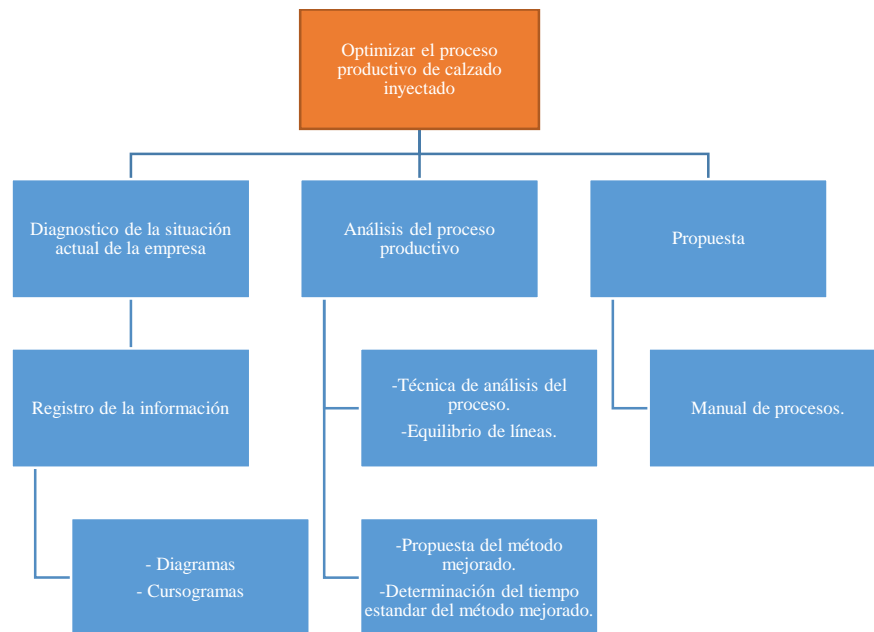 Optimizar el proceso
productivo de calzado
inyectado
Diagnostico de la situación
actual de la empresa
Análisis del proceso
productivo
Propuesta
Registro de la información
-Técnica de análisis del
proceso.
-Equilibrio de líneas.
Manual de procesos.
- Diagramas
- Cursogramas
-Propuesta del método
mejorado.
-Determinación del tiempo
estandar del método mejorado.